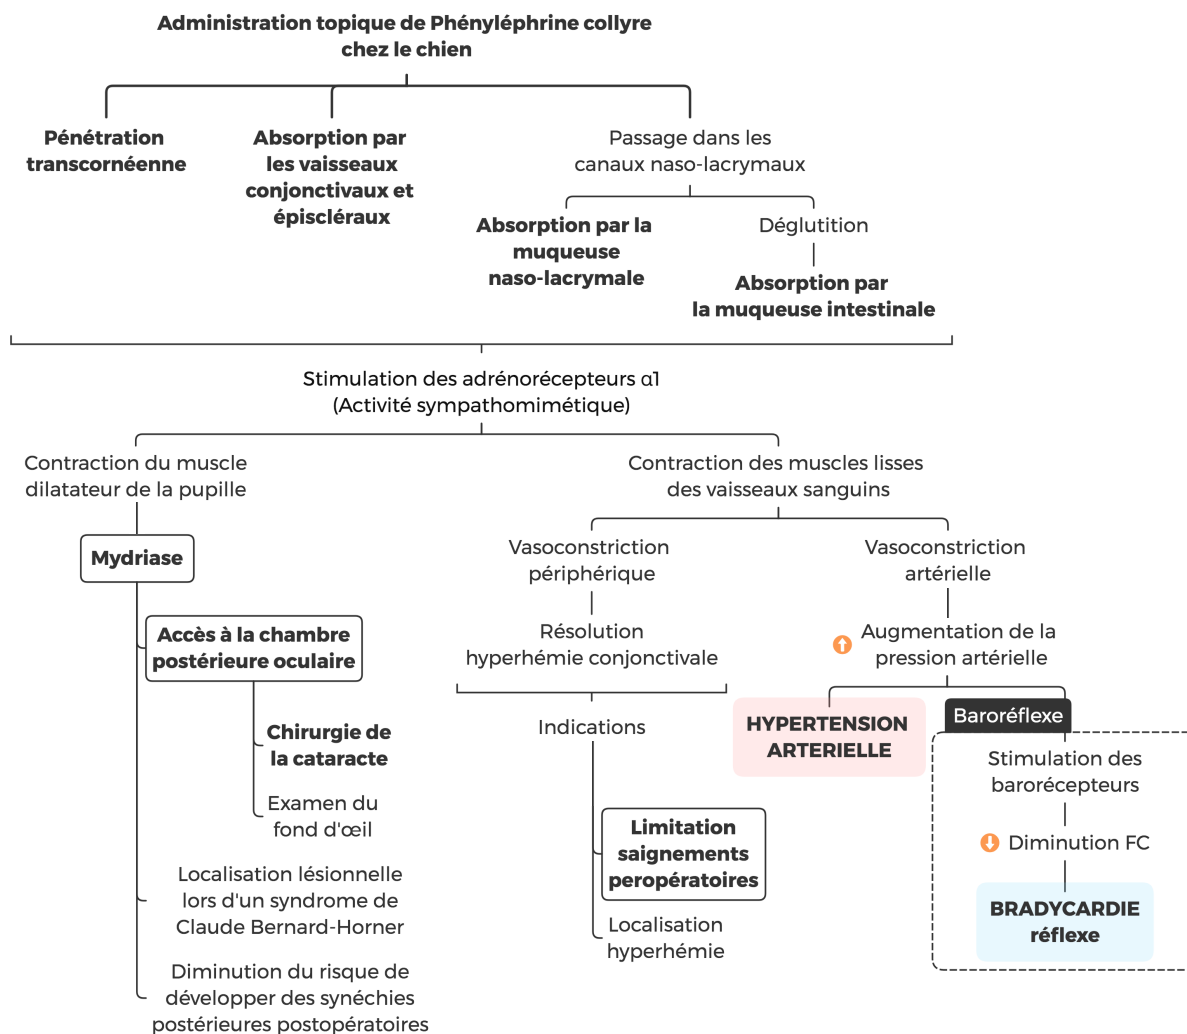 Administration topique de Phényléphrine collyre
chez le chien
Pénétration
transcornéenne
Absorption par
les vaisseaux
conjonctivaux et
épiscléraux
Passage dans les
canaux naso-lacrymaux
Absorption par la
muqueuse
naso-lacrymale
Déglutition
Absorption par
la muqueuse intestinale
Stimulation des adrénorécepteurs α1
(Activité sympathomimétique)
Contraction du muscle
dilatateur de la pupille
Mydriase
Accès à la chambre
postérieure oculaire
Chirurgie de
la cataracte
Examen du
fond d'œil
Localisation lésionnelle
lors d'un syndrome de
Claude Bernard-Horner
Diminution du risque de
développer des synéchies
postérieures postopératoires
Contraction des muscles lisses
des vaisseaux sanguins
Vasoconstriction
périphérique
Résolution
hyperhémie conjonctivale
Indications
Limitation
saignements
peropératoires
Localisation
hyperhémie
Vasoconstriction
artérielle
Augmentation de la
pression artérielle
HYPERTENSION
ARTERIELLE
Baroréflexe
Stimulation des
barorécepteurs
Diminution FC
BRADYCARDIE
réflexe